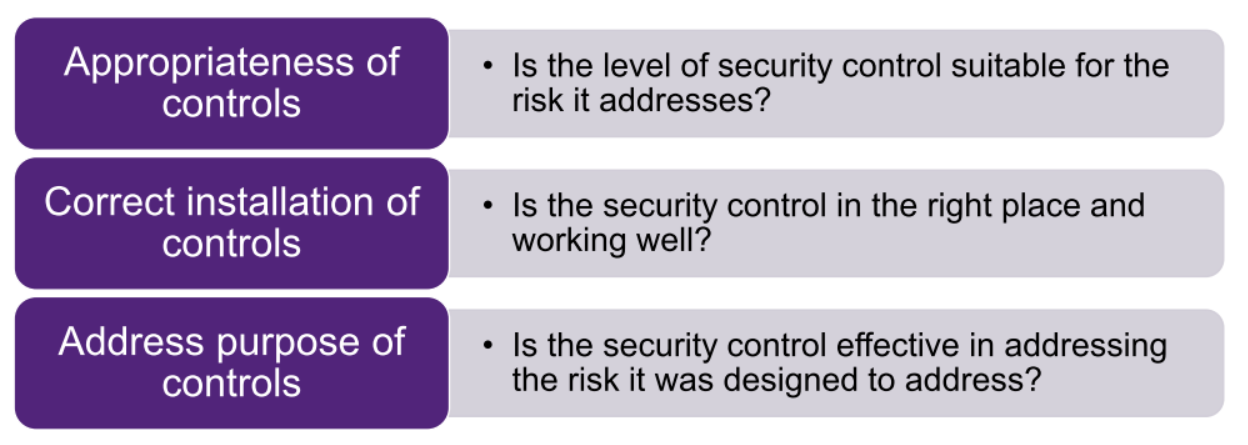 Appropriateness of
controls
• Is the level of security control suitable for the
risk it addresses?
Correct installation of
controls
• Is the security control in the right place and
working well?
Address purpose of
controls
• Is the security control effective in addressing
the risk it was designed to address?